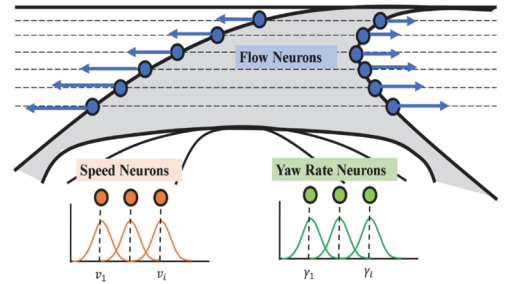 Flow Neurons
Speed Neurons
Yaw Rate Neurons
v₁ vᵢ
γ₁ γᵢ